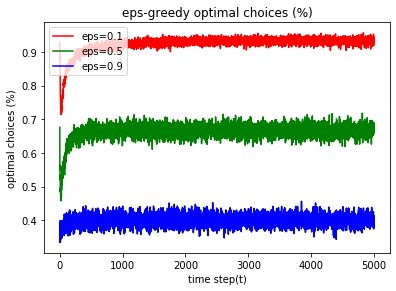 eps-greedy optimal choices (%)
eps=0.1
eps=0.5
eps=0.9
optimal choices (%)
0.9
0.8
0.7
0.6
0.5
0.4
0
1000
2000
3000
4000
5000
time step(t)